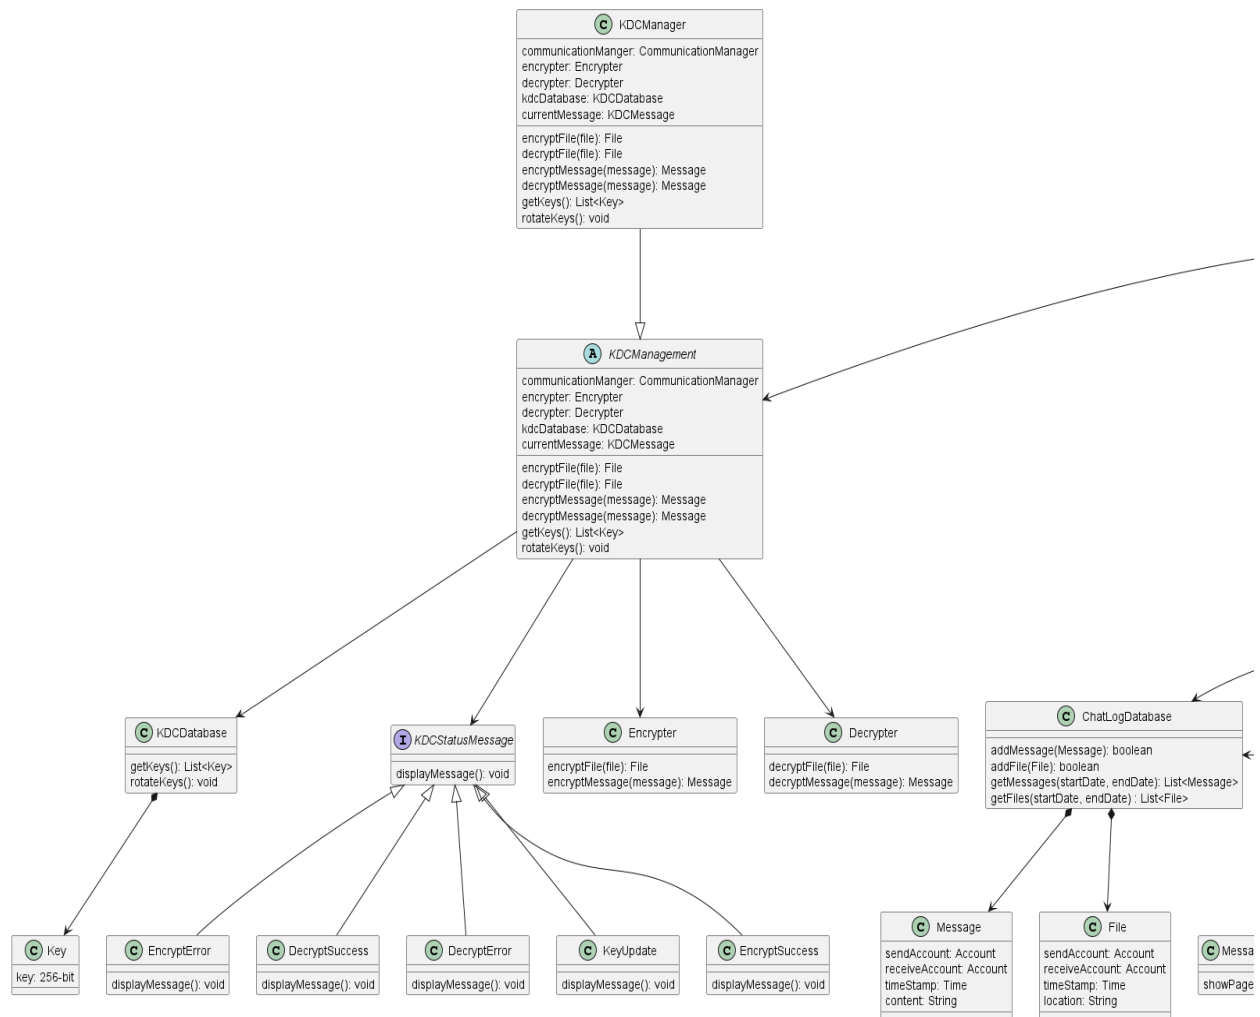 C KDCManager
communicationManger: CommunicationManager
encrypter: Encrypter
decrypter: Decrypter
kdcDatabase: KDCDatabase
currentMessage: KDCMessage
encryptFile(file): File
decryptFile(file): File
encryptMessage(message): Message
decryptMessage(message): Message
getKeys(): List<Key>
rotateKeys(): void
A KDCManagement
communicationManger: CommunicationManager
encrypter: Encrypter
decrypter: Decrypter
kdcDatabase: KDCDatabase
currentMessage: KDCMessage
encryptFile(file): File
decryptFile(file): File
encryptMessage(message): Message
decryptMessage(message): Message
getKeys(): List<Key>
rotateKeys(): void
C KDCDatabase
getKeys(): List<Key>
rotateKeys(): void
I KDCStatusMessage
displayMessage(): void
C Encrypter
encryptFile(file): File
encryptMessage(message): Message
C Decrypter
decryptFile(file): File
decryptMessage(message): Message
C ChatLogDatabase
addMessage(Message): boolean
addFile(File): boolean
getMessages(startDate, endDate): List<Message>
getFiles(startDate, endDate) : List<File>
C Key
key: 256-bit
C EncryptError
displayMessage(): void
C DecryptSuccess
displayMessage(): void
C DecryptError
displayMessage(): void
C KeyUpdate
displayMessage(): void
C EncryptSuccess
displayMessage(): void
C Message
sendAccount: Account
receiveAccount: Account
timeStamp: Time
content: String
C File
sendAccount: Account
receiveAccount: Account
timeStamp: Time
location: String
C Messa
showPage